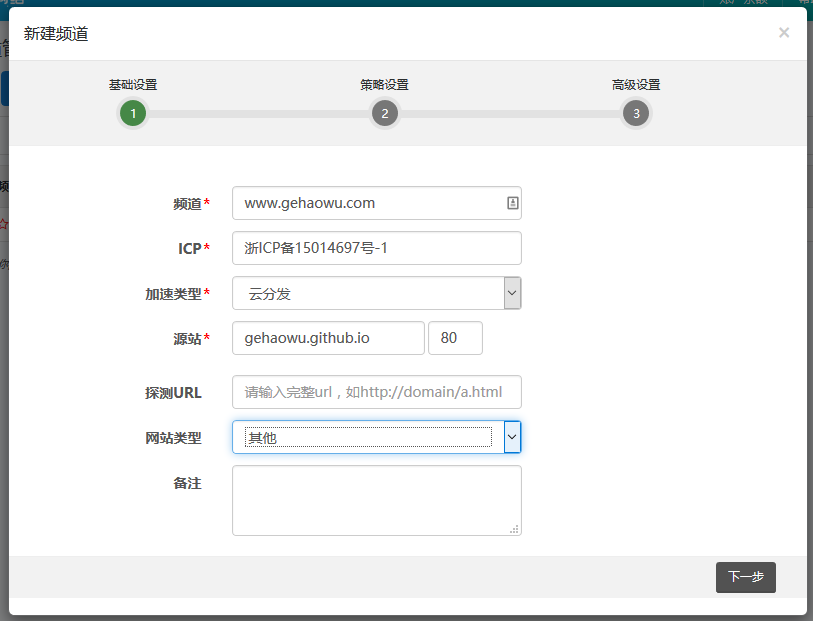 新建频道 ×
基础设置 策略设置 高级设置
1 2 3
频道* www.gehaowu.com
ICP* 浙ICP备15014697号-1
加速类型* 云分发
源站* gehaowu.github.io 80
探测URL 请输入完整url，如http://domain/a.html
网站类型 其他
备注
下一步